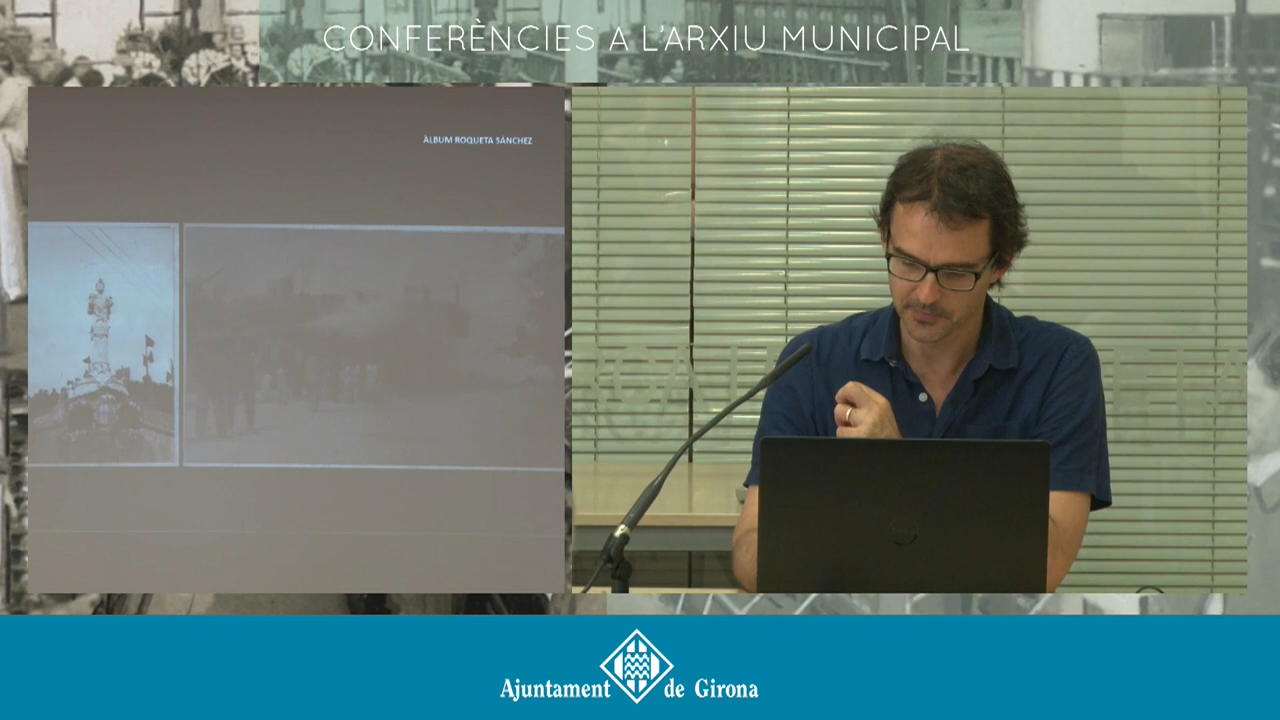 CONFERÈNCIES A L'ARXIU MUNICIPAL
ÀLBUM ROQUETA SÁNCHEZ
Ajuntament de Girona